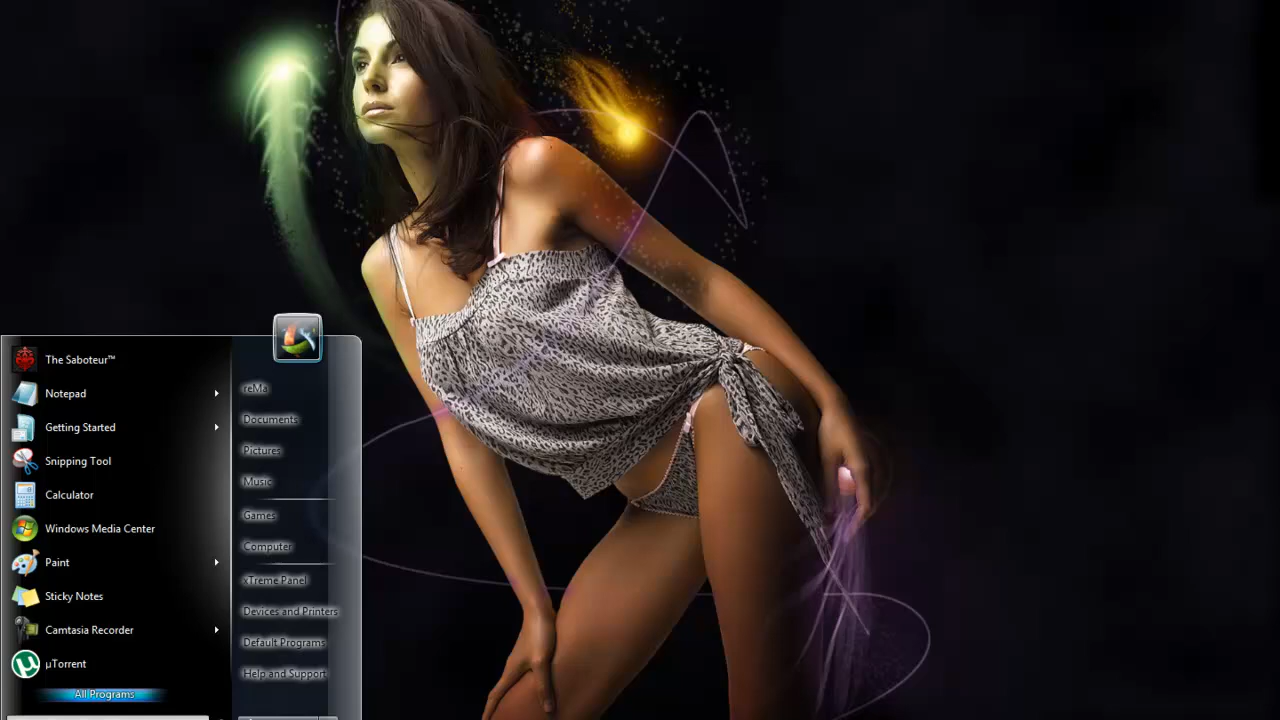 The Saboteur™
Notepad
Getting Started
Snipping Tool
Calculator
Windows Media Center
Paint
Sticky Notes
Camtasia Recorder
µTorrent
All Programs
reMa
Documents
Pictures
Music
Games
Computer
xTreme Panel
Devices and Printers
Default Programs
Help and Support